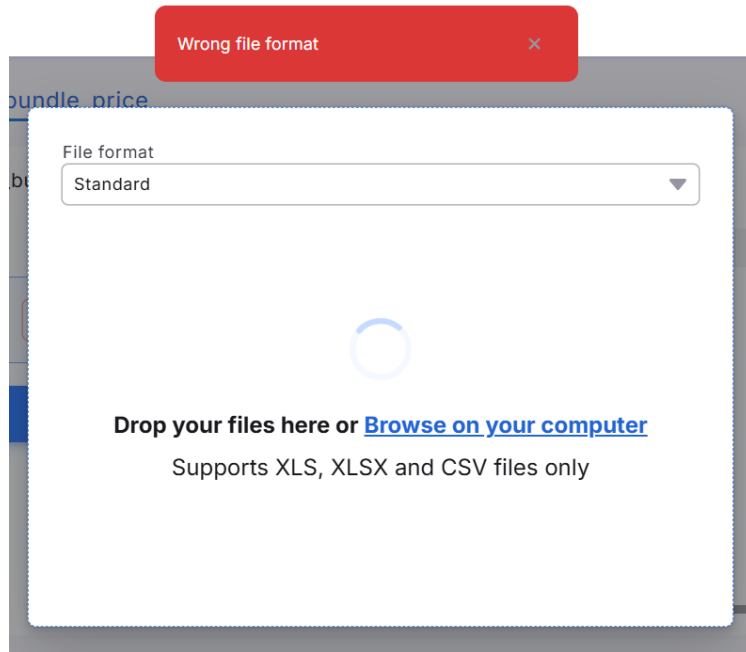 Wrong file format
bundle_price
File format
Standard
Drop your files here or Browse on your computer
Supports XLS, XLSX and CSV files only